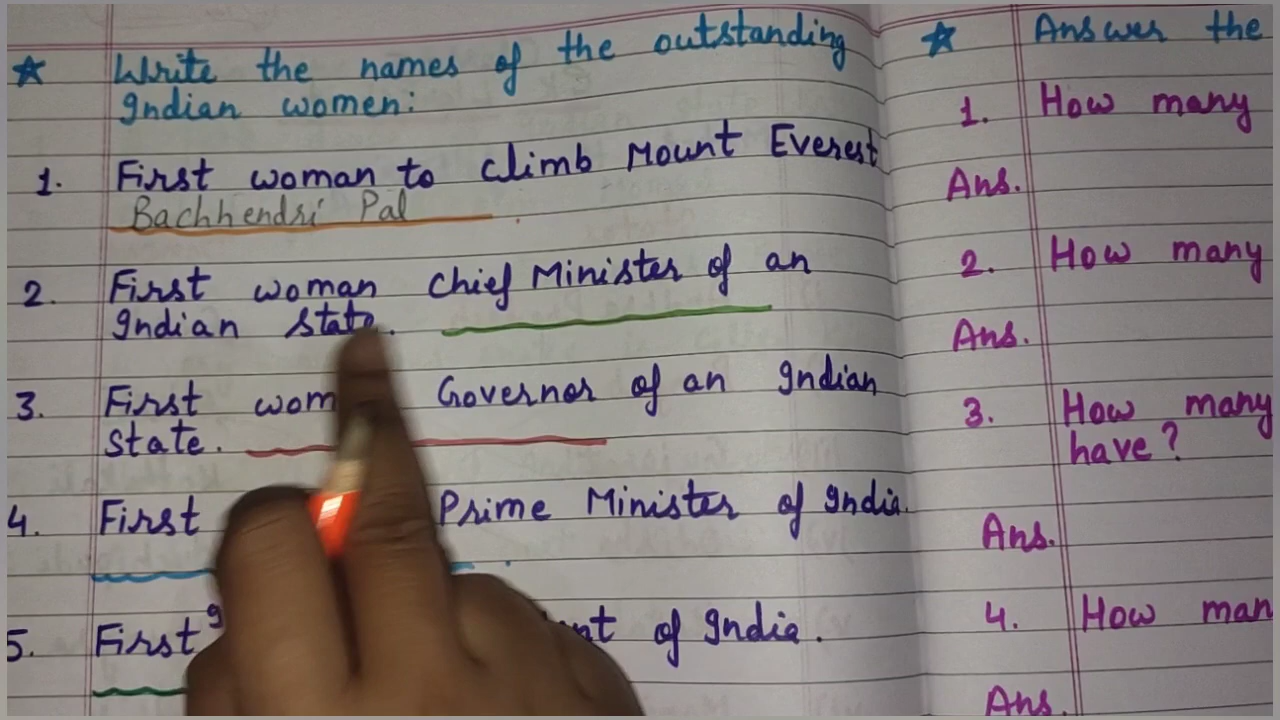 ★ Write the names of the outstanding
Indian women:
1. First woman to climb Mount Everest
Bachhendri Pal
2. First woman Chief Minister of an
Indian state.
3. First Governor of an Indian
state.
4. First Prime Minister of India.
5. First of India.
★ Answer the
1. How many
Ans.
2. How many
Ans.
3. How many
have?
Ans.
4. How man
Ans.